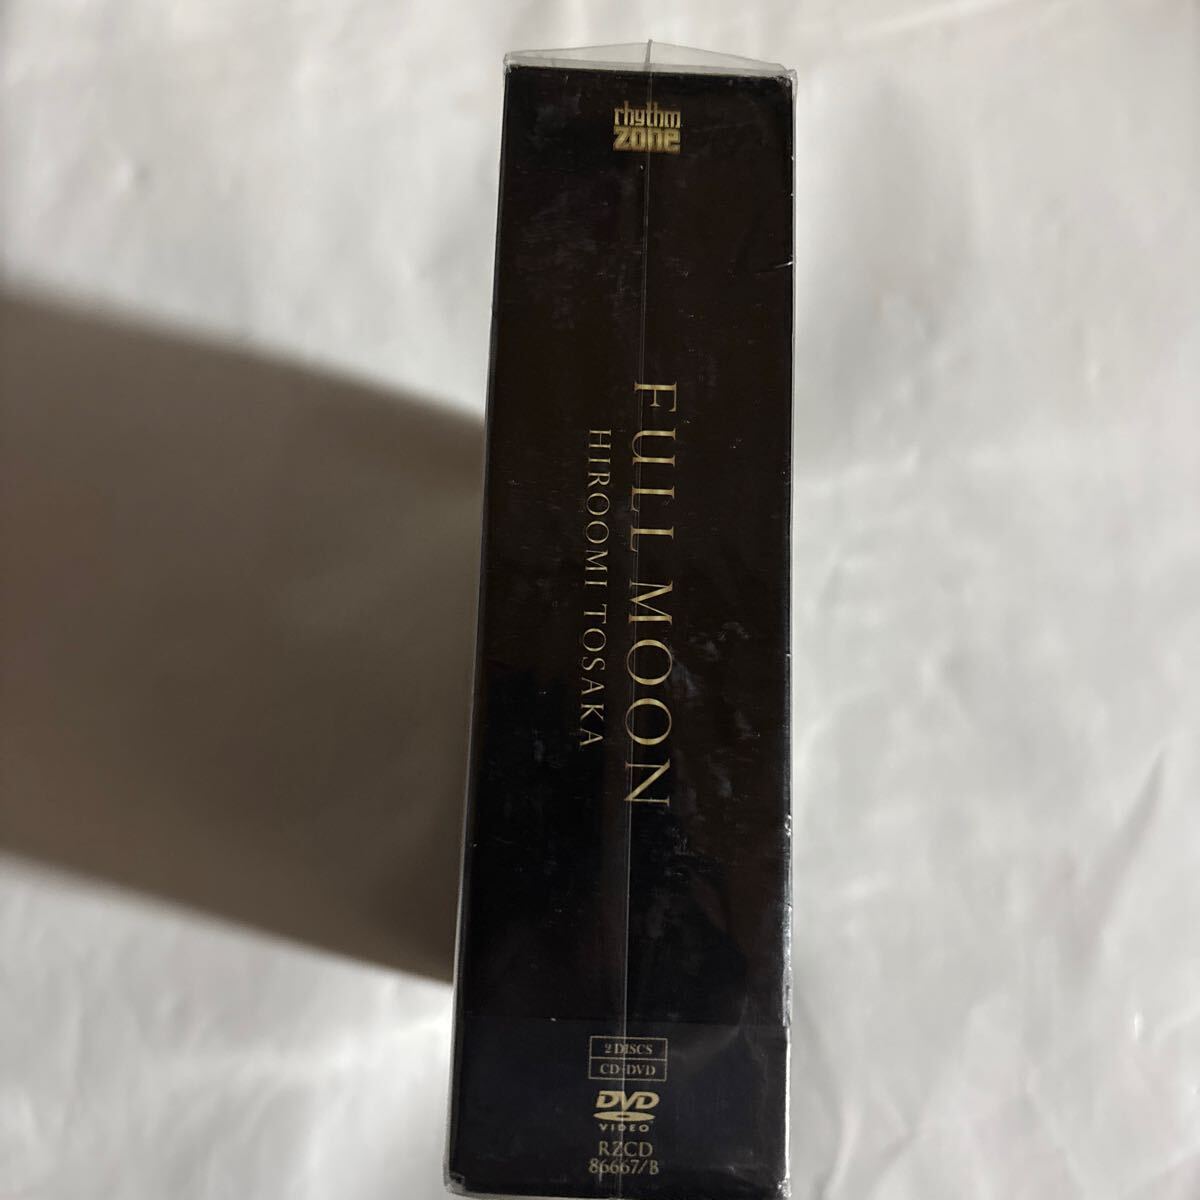 rhythm
zone
FULL MOON
HIROOMI TOSAKA
2 DISCS
CD+DVD
DVD
VIDEO
RZCD
86667/B